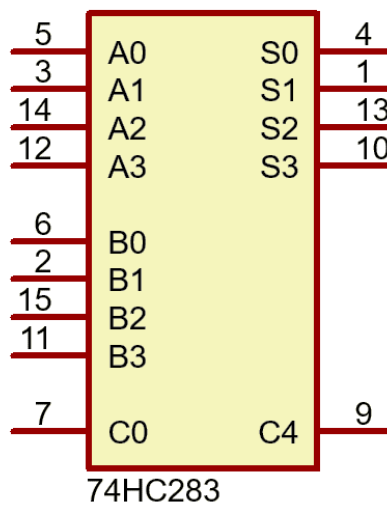 5 A0 S0 4
3 A1 S1 1
14 A2 S2 13
12 A3 S3 10
6 B0
2 B1
15 B2
11 B3
7 C0 C4 9
74HC283